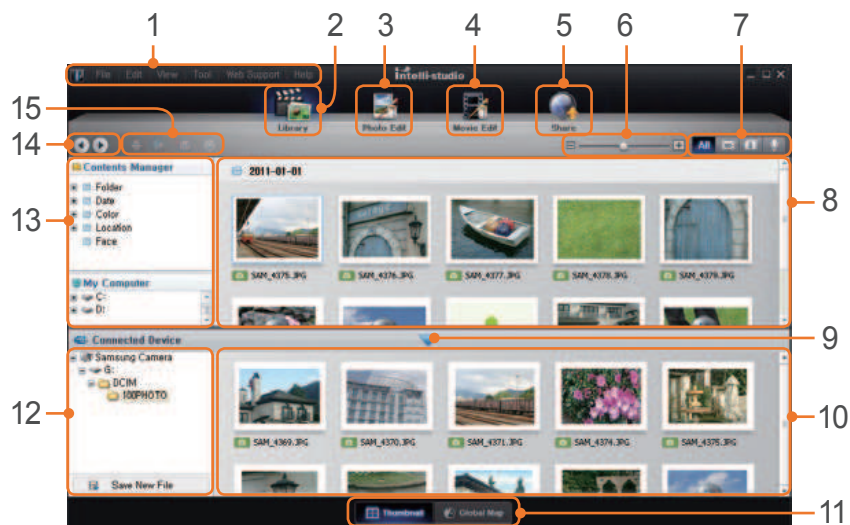 1 2 3 4 5 6 7
File Edit View Tool Web Support Help
Intelli-studio
15
Library Photo Edit Movie Edit Share
14
All
Contents Manager
2011-01-01
Folder
Date
Color
Location
Face
13
8
SAM_4375.JPG SAM_4376.JPG SAM_4377.JPG SAM_4378.JPG SAM_4379.JPG
My Computer
C:
D:
Connected Device
9
Samsung Camera
G:
DCIM
100PHOTO
12
10
SAM_4369.JPG SAM_4370.JPG SAM_4371.JPG SAM_4374.JPG SAM_4375.JPG
Save New File
Thumbnail Global Map
11